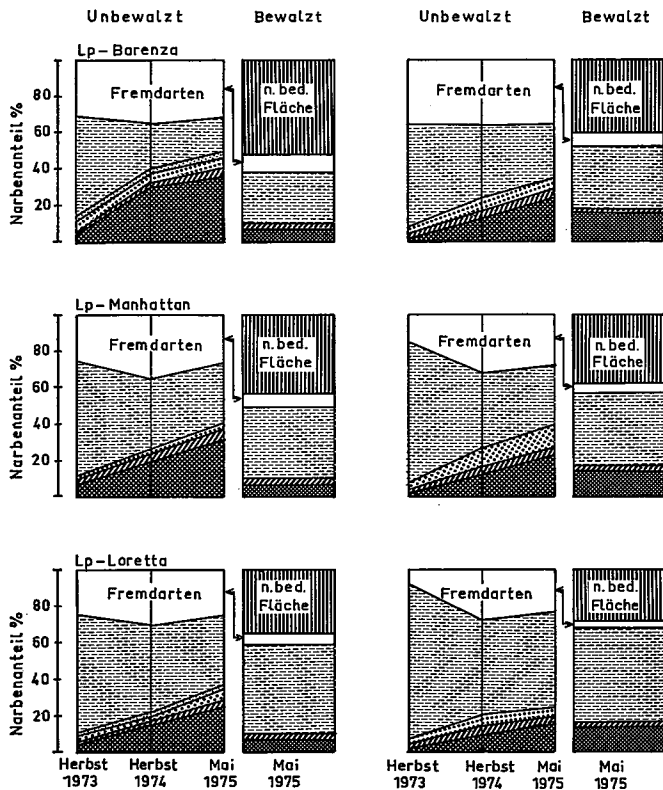 Unbewalzt Bewalzt Unbewalzt Bewalzt
Lp-Barenza
Narbenanteil %
80
60
40
20
Fremdarten
n. bed.
Fläche
n. bed.
Fläche
Fremdarten
Lp-Manhattan
Narbenanteil %
80
60
40
20
Fremdarten
n. bed.
Fläche
Fremdarten
n. bed.
Fläche
Lp-Loretta
Narbenanteil %
80
60
40
20
Fremdarten
n. bed.
Fläche
Fremdarten
n. bed.
Fläche
Herbst Herbst Mai Mai Herbst Herbst Mai Mai
1973 1974 1975 1975 1973 1974 1975 1975